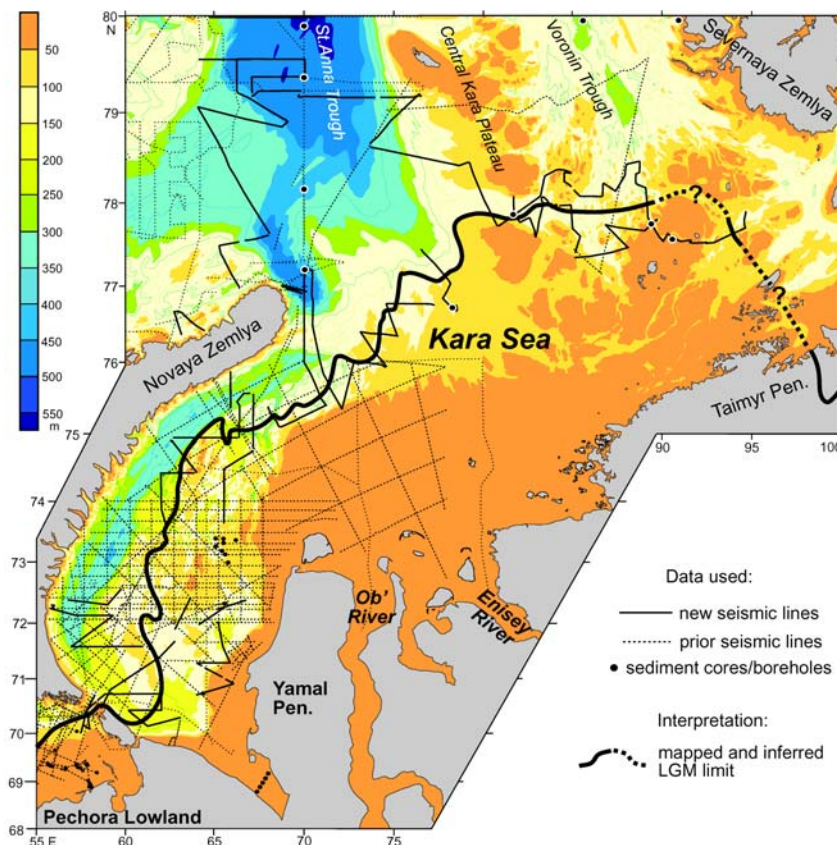 80
N
79
78
77
76
75
74
73
72
71
70
69
68
55 E
60
65
70
75
90
95
100
50
100
150
200
250
300
350
400
450
500
550
m
St.Anna Trough
Central Kara Plateau
Voronin Trough
Severnaya Zemlya
?
?
Kara Sea
Novaya Zemlya
Taimyr Pen.
Ob'
River
Enisey
River
Yamal
Pen.
Pechora Lowland
Data used:
new seismic lines
prior seismic lines
sediment cores/boreholes
Interpretation:
mapped and inferred
LGM limit